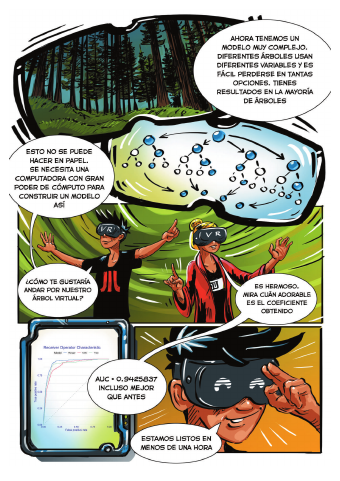 AHORA TENEMOS UN
MODELO MUY COMPLEJO.
DIFERENTES ÁRBOLES USAN
DIFERENTES VARIABLES Y ES
FÁCIL PERDERSE EN TANTAS
OPCIONES. TIENES
RESULTADOS EN LA MAYORÍA
DE ÁRBOLES
ESTO NO SE PUEDE
HACER EN PAPEL.
SE NECESITA UNA
COMPUTADORA CON GRAN
PODER DE CÓMPUTO PARA
CONSTRUIR UN MODELO
ASÍ
VR
VR
¿CÓMO TE GUSTARÍA
ANDAR POR NUESTRO
ÁRBOL VIRTUAL?
ES HERMOSO.
MIRA CUÁN ADORABLE
ES EL COEFICIENTE
OBTENIDO
Receiver Operator Characteristic
AUC = 0.9425837
INCLUSO MEJOR
QUE ANTES
ESTAMOS LISTOS EN
MENOS DE UNA HORA